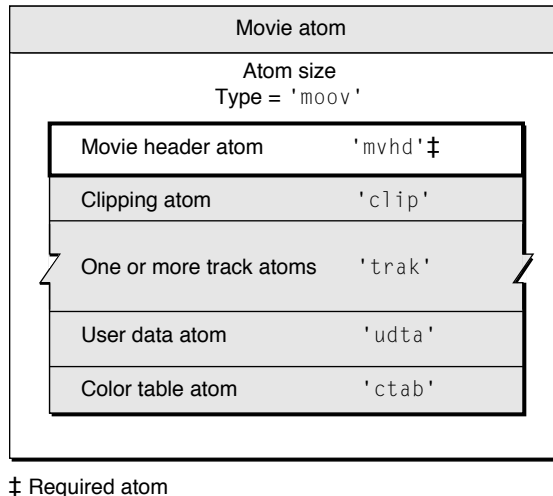 Movie atom
Atom size
Type = 'moov'
Movie header atom 'mvhd'‡
Clipping atom 'clip'
One or more track atoms 'trak'
User data atom 'udta'
Color table atom 'ctab'
‡ Required atom